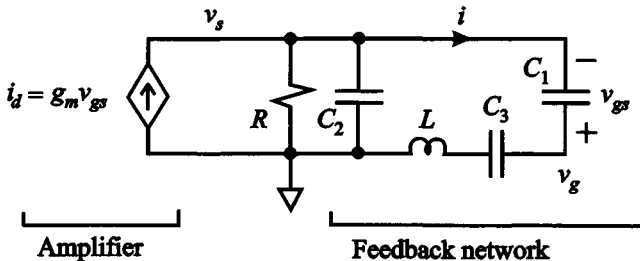 v_s
i
i_d = g_m v_gs
R
C_2
L
C_3
C_1
−
v_gs
+
v_g
Amplifier
Feedback network